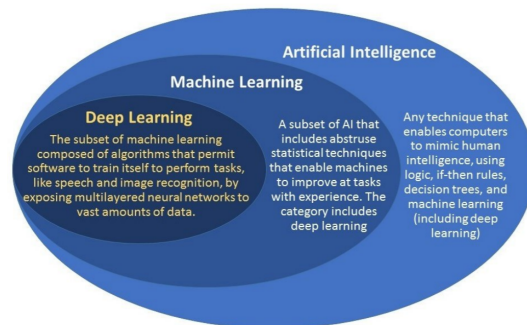 Artificial Intelligence
Machine Learning
Deep Learning
The subset of machine learning
composed of algorithms that permit
software to train itself to perform tasks,
like speech and image recognition, by
exposing multilayered neural networks to
vast amounts of data.
A subset of AI that
includes abstruse
statistical techniques
that enable machines
to improve at tasks
with experience. The
category includes
deep learning
Any technique that
enables computers
to mimic human
intelligence, using
logic, if-then rules,
decision trees, and
machine learning
(including deep
learning)